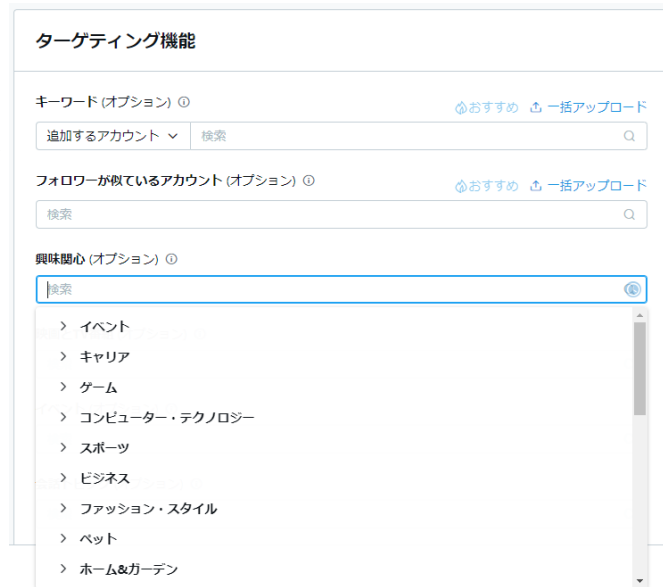 ターゲティング機能
キーワード (オプション)
おすすめ 一括アップロード
追加するアカウント 検索
フォロワーが似ているアカウント (オプション)
おすすめ 一括アップロード
検索
興味関心 (オプション)
検索
イベント
キャリア
ゲーム
コンピューター・テクノロジー
スポーツ
ビジネス
ファッション・スタイル
ペット
ホーム&ガーデン